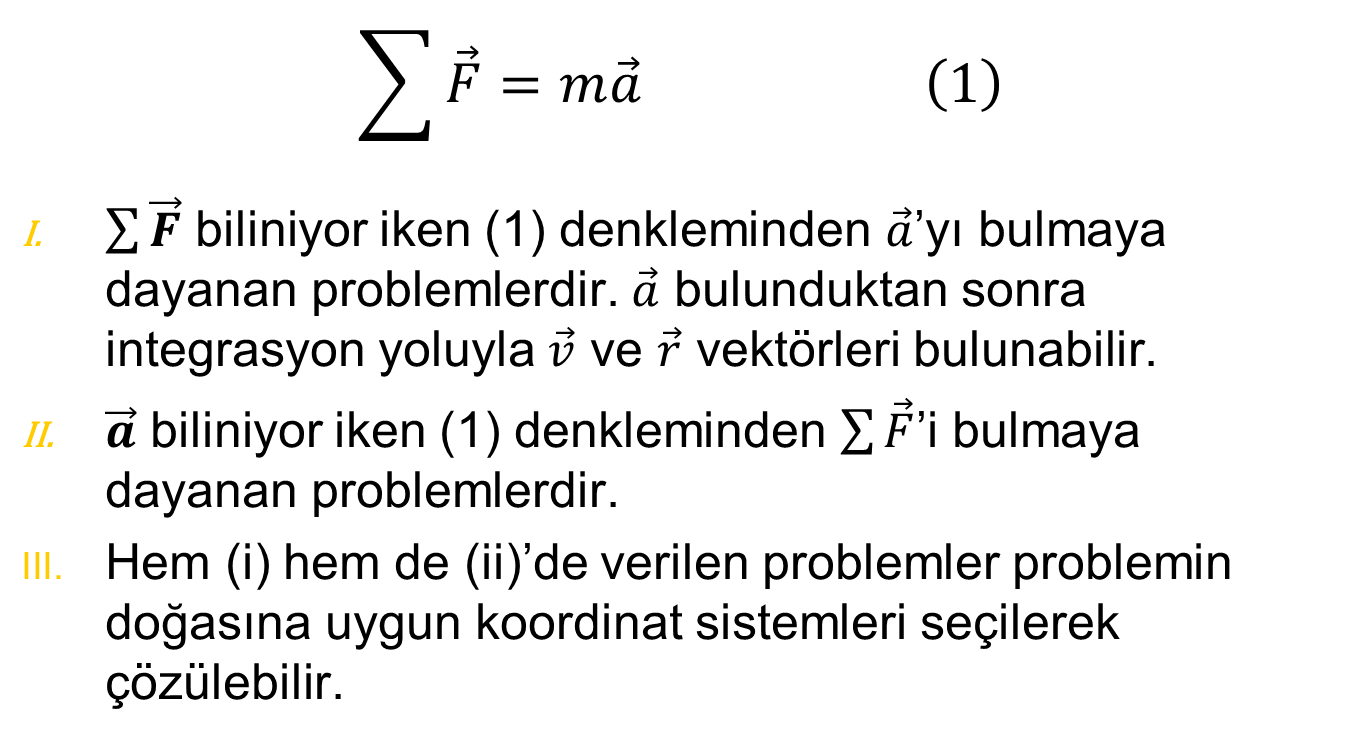 ∑ F⃗ = ma⃗ (1)
I. ∑ F⃗ biliniyor iken (1) denkleminden a⃗’yı bulmaya
dayanan problemlerdir. a⃗ bulunduktan sonra
integrasyon yoluyla v⃗ ve r⃗ vektörleri bulunabilir.
II. a⃗ biliniyor iken (1) denkleminden ∑ F⃗’i bulmaya
dayanan problemlerdir.
III. Hem (i) hem de (ii)’de verilen problemler problemin
doğasına uygun koordinat sistemleri seçilerek
çözülebilir.